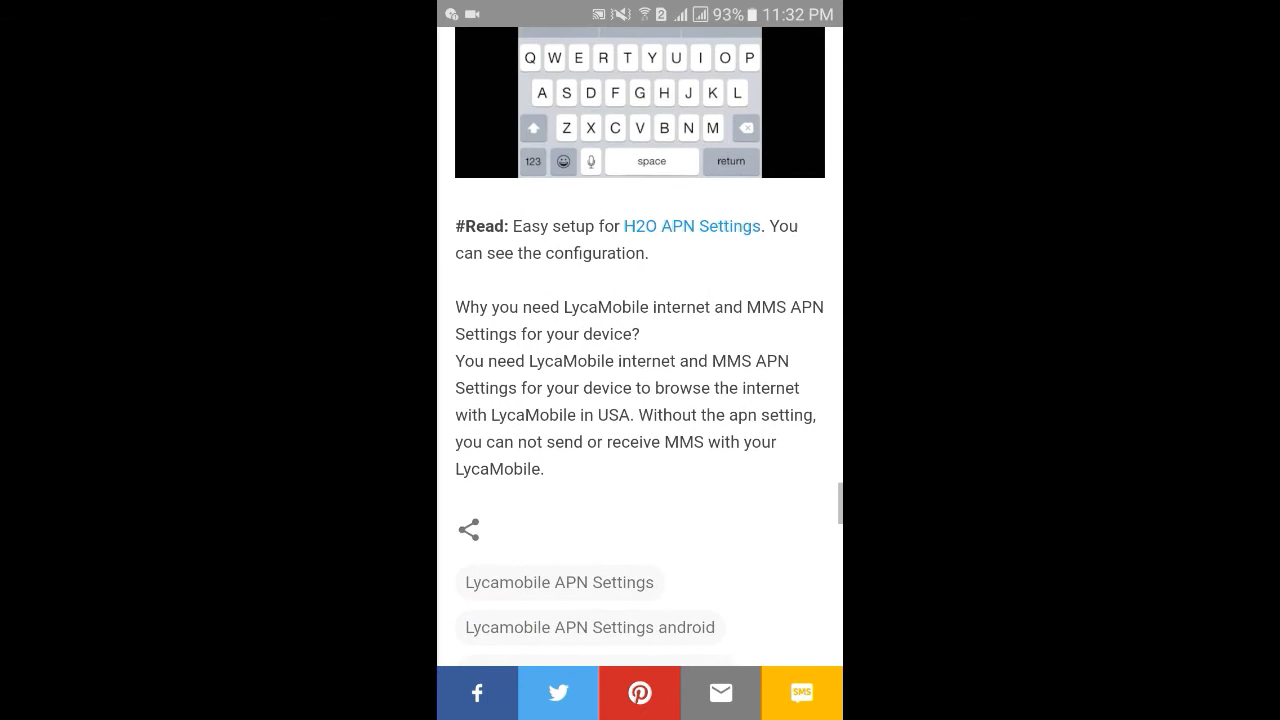 93% 11:32 PM
Q W E R T Y U I O P
A S D F G H J K L
Z X C V B N M
123 space return
#Read: Easy setup for H2O APN Settings. You
can see the configuration.
Why you need LycaMobile internet and MMS APN
Settings for your device?
You need LycaMobile internet and MMS APN
Settings for your device to browse the internet
with LycaMobile in USA. Without the apn setting,
you can not send or receive MMS with your
LycaMobile.
Lycamobile APN Settings
Lycamobile APN Settings android
SMS